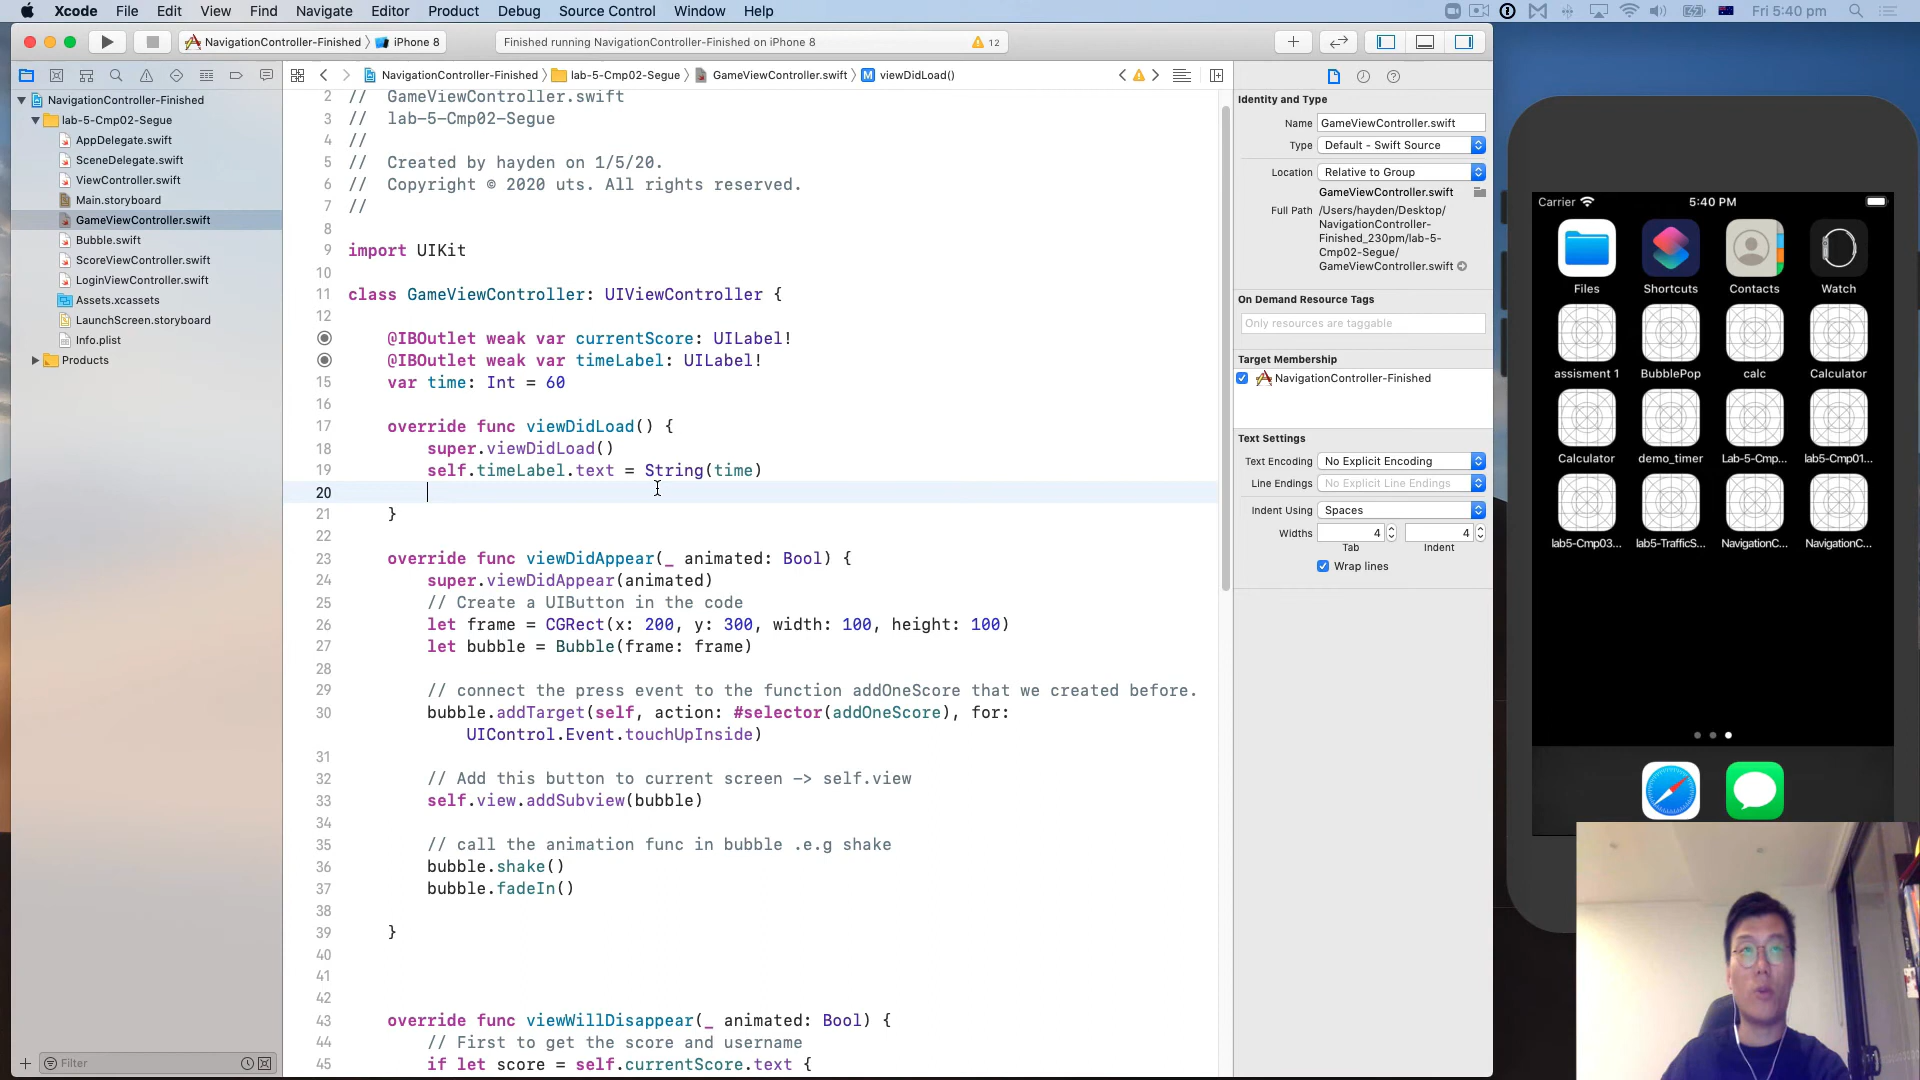 Xcode File Edit View Find Navigate Editor Product Debug Source Control Window Help
Fri 5:40 pm
NavigationController-Finished iPhone 8
Finished running NavigationController-Finished on iPhone 8
12
NavigationController-Finished lab-5-Cmp02-Segue GameViewController.swift M viewDidLoad()
NavigationController-Finished
lab-5-Cmp02-Segue
AppDelegate.swift
SceneDelegate.swift
ViewController.swift
Main.storyboard
GameViewController.swift
Bubble.swift
ScoreViewController.swift
LoginViewController.swift
Assets.xcassets
LaunchScreen.storyboard
Info.plist
Products
Filter
2 // GameViewController.swift
3 // lab-5-Cmp02-Segue
4 //
5 // Created by hayden on 1/5/20.
6 // Copyright © 2020 uts. All rights reserved.
7 //
8
9 import UIKit
10
11 class GameViewController: UIViewController {
12
@IBOutlet weak var currentScore: UILabel!
@IBOutlet weak var timeLabel: UILabel!
15 var time: Int = 60
16
17 override func viewDidLoad() {
18 super.viewDidLoad()
19 self.timeLabel.text = String(time)
20
21 }
22
23 override func viewDidAppear(_ animated: Bool) {
24 super.viewDidAppear(animated)
25 // Create a UIButton in the code
26 let frame = CGRect(x: 200, y: 300, width: 100, height: 100)
27 let bubble = Bubble(frame: frame)
28
29 // connect the press event to the function addOneScore that we created before.
30 bubble.addTarget(self, action: #selector(addOneScore), for:
UIControl.Event.touchUpInside)
31
32 // Add this button to current screen -> self.view
33 self.view.addSubview(bubble)
34
35 // call the animation func in bubble .e.g shake
36 bubble.shake()
37 bubble.fadeIn()
38
39 }
40
41
42
43 override func viewWillDisappear(_ animated: Bool) {
44 // First to get the score and username
45 if let score = self.currentScore.text {
Identity and Type
Name GameViewController.swift
Type Default - Swift Source
Location Relative to Group
GameViewController.swift
Full Path /Users/hayden/Desktop/
NavigationController-
Finished_230pm/lab-5-
Cmp02-Segue/
GameViewController.swift
On Demand Resource Tags
Only resources are taggable
Target Membership
NavigationController-Finished
Text Settings
Text Encoding No Explicit Encoding
Line Endings No Explicit Line Endings
Indent Using Spaces
Widths 4 4
Tab Indent
Wrap lines
Carrier 5:40 PM
Files Shortcuts Contacts Watch
assisment 1 BubblePop calc Calculator
Calculator demo_timer Lab-5-Cmp... lab5-Cmp01...
lab5-Cmp03... lab5-TrafficS... NavigationC... NavigationC...